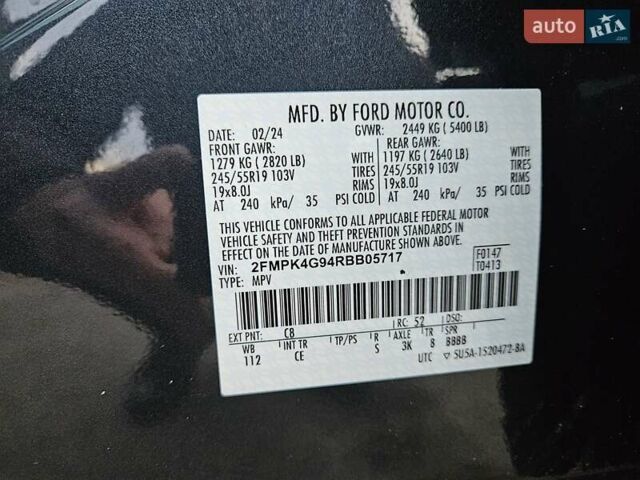 auto RIA .com
MFD. BY FORD MOTOR CO.
DATE: 02/24 GVWR: 2449 KG ( 5400 LB)
FRONT GAWR: REAR GAWR:
1279 KG ( 2820 LB) 1197 KG ( 2640 LB)
245/55R19 103V TIRES 245/55R19 103V TIRES
19x8.0J RIMS 19x8.0J RIMS
AT 240 kPa/ 35 PSI COLD AT 240 kPa/ 35 PSI COLD
THIS VEHICLE CONFORMS TO ALL APPLICABLE FEDERAL MOTOR
VEHICLE SAFETY AND THEFT PREVENTION STANDARDS IN
EFFECT ON THE DATE OF MANUFACTURE SHOWN ABOVE.
VIN: 2FMPK4G94RBB05717 F0147
TYPE: MPV T0413
EXT PNT: CB RC: 52 DSO:
WB INT TR TP/PS R AXLE TR SPR
112 CE S 3K 8 BBBB
UTC ▽ 5U5A-1520472-BA